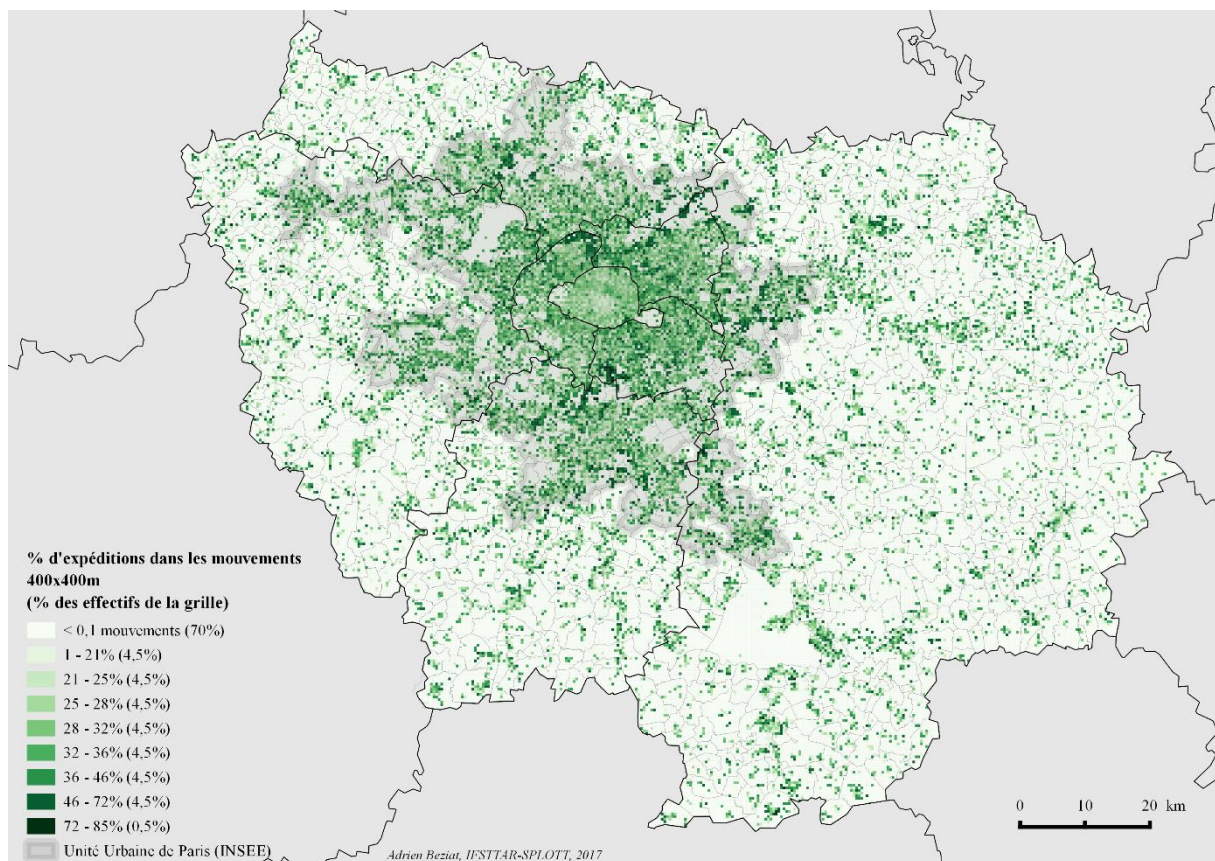 % d'expéditions dans les mouvements
400x400m
(% des effectifs de la grille)
< 0,1 mouvements (70%)
1 - 21% (4,5%)
21 - 25% (4,5%)
25 - 28% (4,5%)
28 - 32% (4,5%)
32 - 36% (4,5%)
36 - 46% (4,5%)
46 - 72% (4,5%)
72 - 85% (0,5%)
Unité Urbaine de Paris (INSEE)
Adrien Beziat, IFSTTAR-SPLOTT, 2017
0 10 20 km